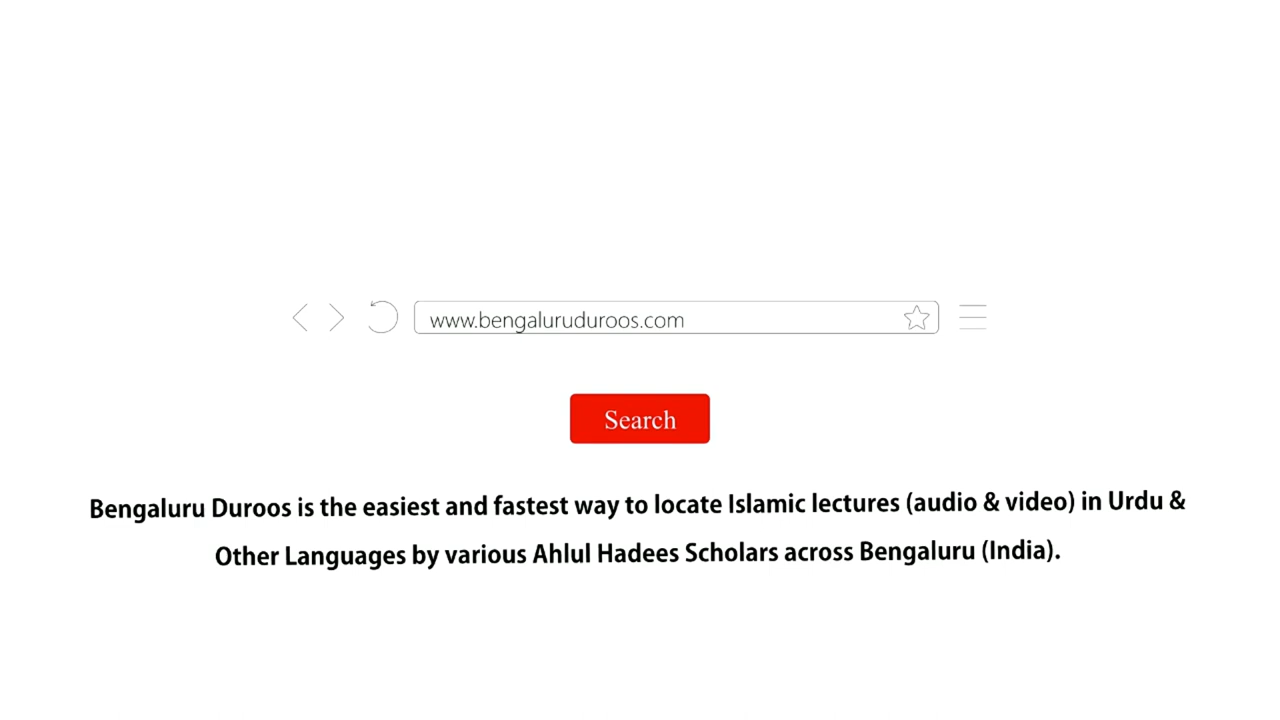 www.bengaluruduroos.com
Search
Bengaluru Duroos is the easiest and fastest way to locate Islamic lectures (audio & video) in Urdu &
Other Languages by various Ahlul Hadees Scholars across Bengaluru (India).